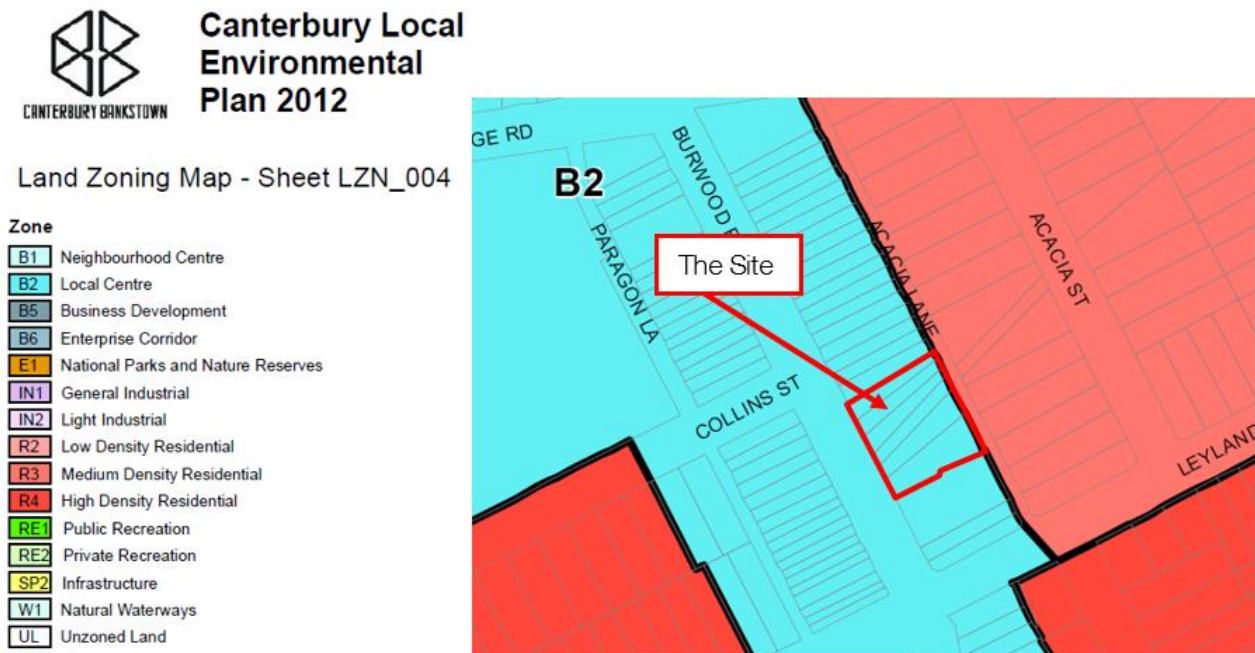 CANTERBURY BANKSTOWN
Canterbury Local
Environmental
Plan 2012
Land Zoning Map - Sheet LZN_004
Zone
B1 Neighbourhood Centre
B2 Local Centre
B5 Business Development
B6 Enterprise Corridor
E1 National Parks and Nature Reserves
IN1 General Industrial
IN2 Light Industrial
R2 Low Density Residential
R3 Medium Density Residential
R4 High Density Residential
RE1 Public Recreation
RE2 Private Recreation
SP2 Infrastructure
W1 Natural Waterways
UL Unzoned Land
GE RD
B2
BURWOOD
PARAGON LA
The Site
ACACIA LANE
ACACIA ST
COLLINS ST
LEYLAND